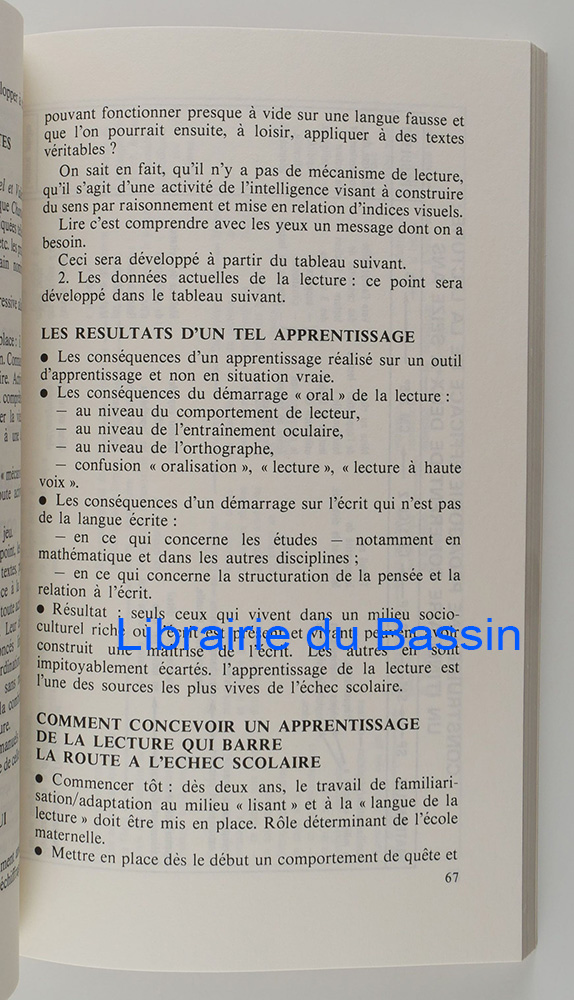 pouvant fonctionner presque à vide sur une langue fausse et
que l'on pourrait ensuite, à loisir, appliquer à des textes
véritables ?
On sait en fait, qu'il n'y a pas de mécanisme de lecture,
qu'il s'agit d'une activité de l'intelligence visant à construire
du sens par raisonnement et mise en relation d'indices visuels.
Lire c'est comprendre avec les yeux un message dont on a
besoin.
Ceci sera développé à partir du tableau suivant.
2. Les données actuelles de la lecture : ce point sera
développé dans le tableau suivant.
LES RESULTATS D'UN TEL APPRENTISSAGE
● Les conséquences d'un apprentissage réalisé sur un outil
d'apprentissage et non en situation vraie.
● Les conséquences du démarrage « oral » de la lecture :
— au niveau du comportement de lecteur,
— au niveau de l'entraînement oculaire,
— au niveau de l'orthographe,
— confusion « oralisation », « lecture », « lecture à haute
voix ».
● Les conséquences d'un démarrage sur l'écrit qui n'est pas
de la langue écrite :
— en ce qui concerne les études — notamment en
mathématique et dans les autres disciplines ;
— en ce qui concerne la structuration de la pensée et la
relation à l'écrit.
● Résultat : seuls ceux qui vivent dans un milieu socio-
culturel riche où l'écrit est présent et vivant peuvent avoir
construit une maîtrise de l'écrit. Les autres en sont
impitoyablement écartés. l'apprentissage de la lecture est
l'une des sources les plus vives de l'échec scolaire.
Librairie du Bassin
COMMENT CONCEVOIR UN APPRENTISSAGE
DE LA LECTURE QUI BARRE
LA ROUTE A L'ECHEC SCOLAIRE
● Commencer tôt : dès deux ans, le travail de familiari-
sation/adaptation au milieu « lisant » et à la « langue de la
lecture » doit être mis en place. Rôle déterminant de l'école
maternelle.
● Mettre en place dès le début un comportement de quête et
67